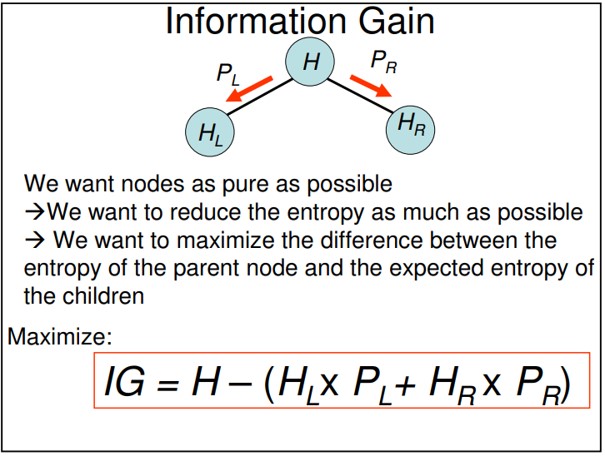 Information Gain
H
P_L
P_R
H_L
H_R
We want nodes as pure as possible
→We want to reduce the entropy as much as possible
→ We want to maximize the difference between the
entropy of the parent node and the expected entropy of
the children
Maximize:
IG = H – (H_L x P_L + H_R x P_R)